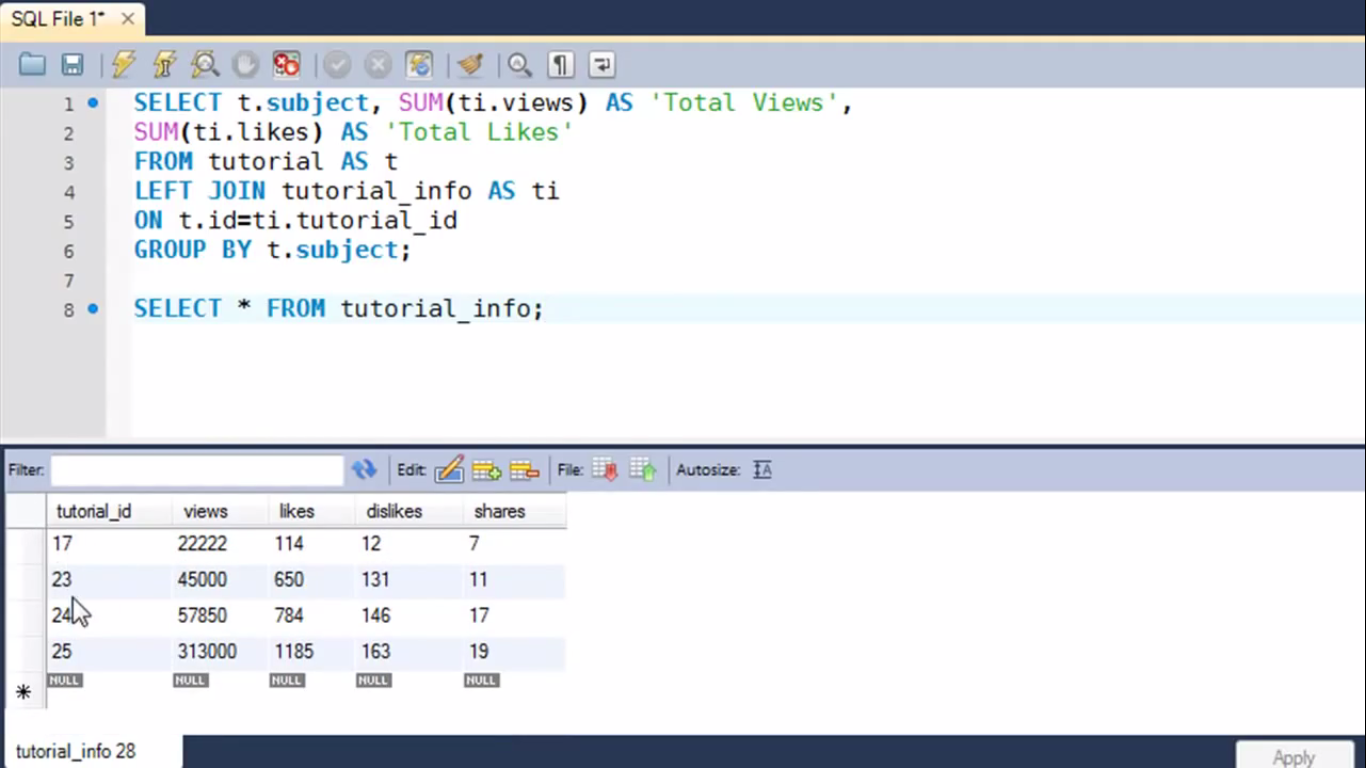 SQL File 1*
1 SELECT t.subject, SUM(ti.views) AS 'Total Views',
2 SUM(ti.likes) AS 'Total Likes'
3 FROM tutorial AS t
4 LEFT JOIN tutorial_info AS ti
5 ON t.id=ti.tutorial_id
6 GROUP BY t.subject;
7
8 SELECT * FROM tutorial_info;
Filter: Edit: File: Autosize:
tutorial_id views likes dislikes shares
17 22222 114 12 7
23 45000 650 131 11
24 57850 784 146 17
25 313000 1185 163 19
NULL NULL NULL NULL NULL
tutorial_info 28
Apply